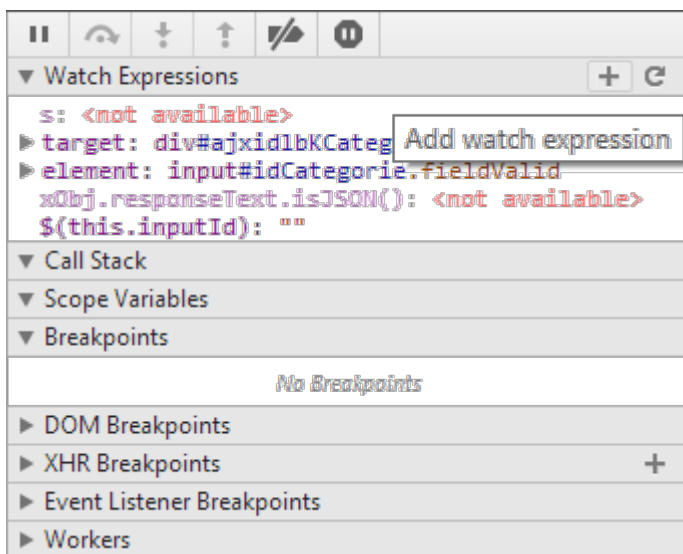 Watch Expressions
s: <not available>
target: div#ajxidlbKCateg
Add watch expression
element: input#idCategorie.fieldValid
xObj.responseText.isJSON(): <not available>
$(this.inputId): ""
Call Stack
Scope Variables
Breakpoints
No Breakpoints
DOM Breakpoints
XHR Breakpoints
Event Listener Breakpoints
Workers